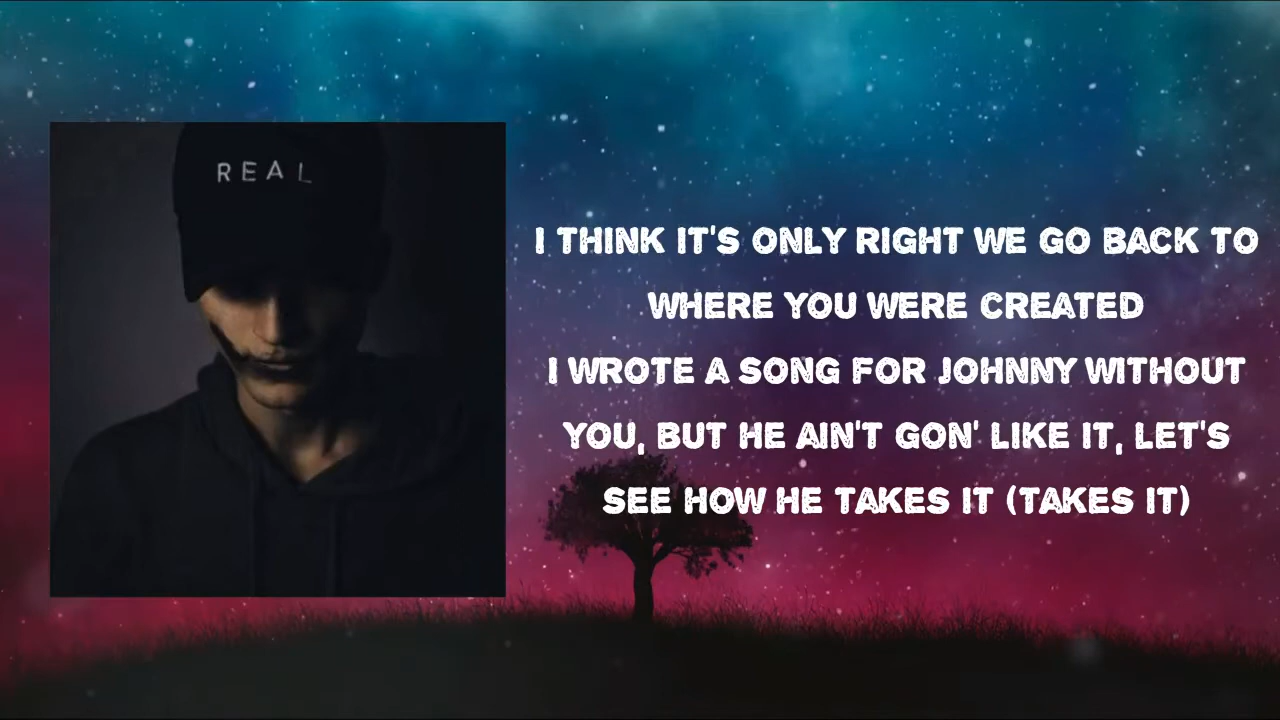 REAL
I THINK IT'S ONLY RIGHT WE GO BACK TO
WHERE YOU WERE CREATED
I WROTE A SONG FOR JOHNNY WITHOUT
YOU, BUT HE AIN'T GON' LIKE IT, LET'S
SEE HOW HE TAKES IT (TAKES IT)